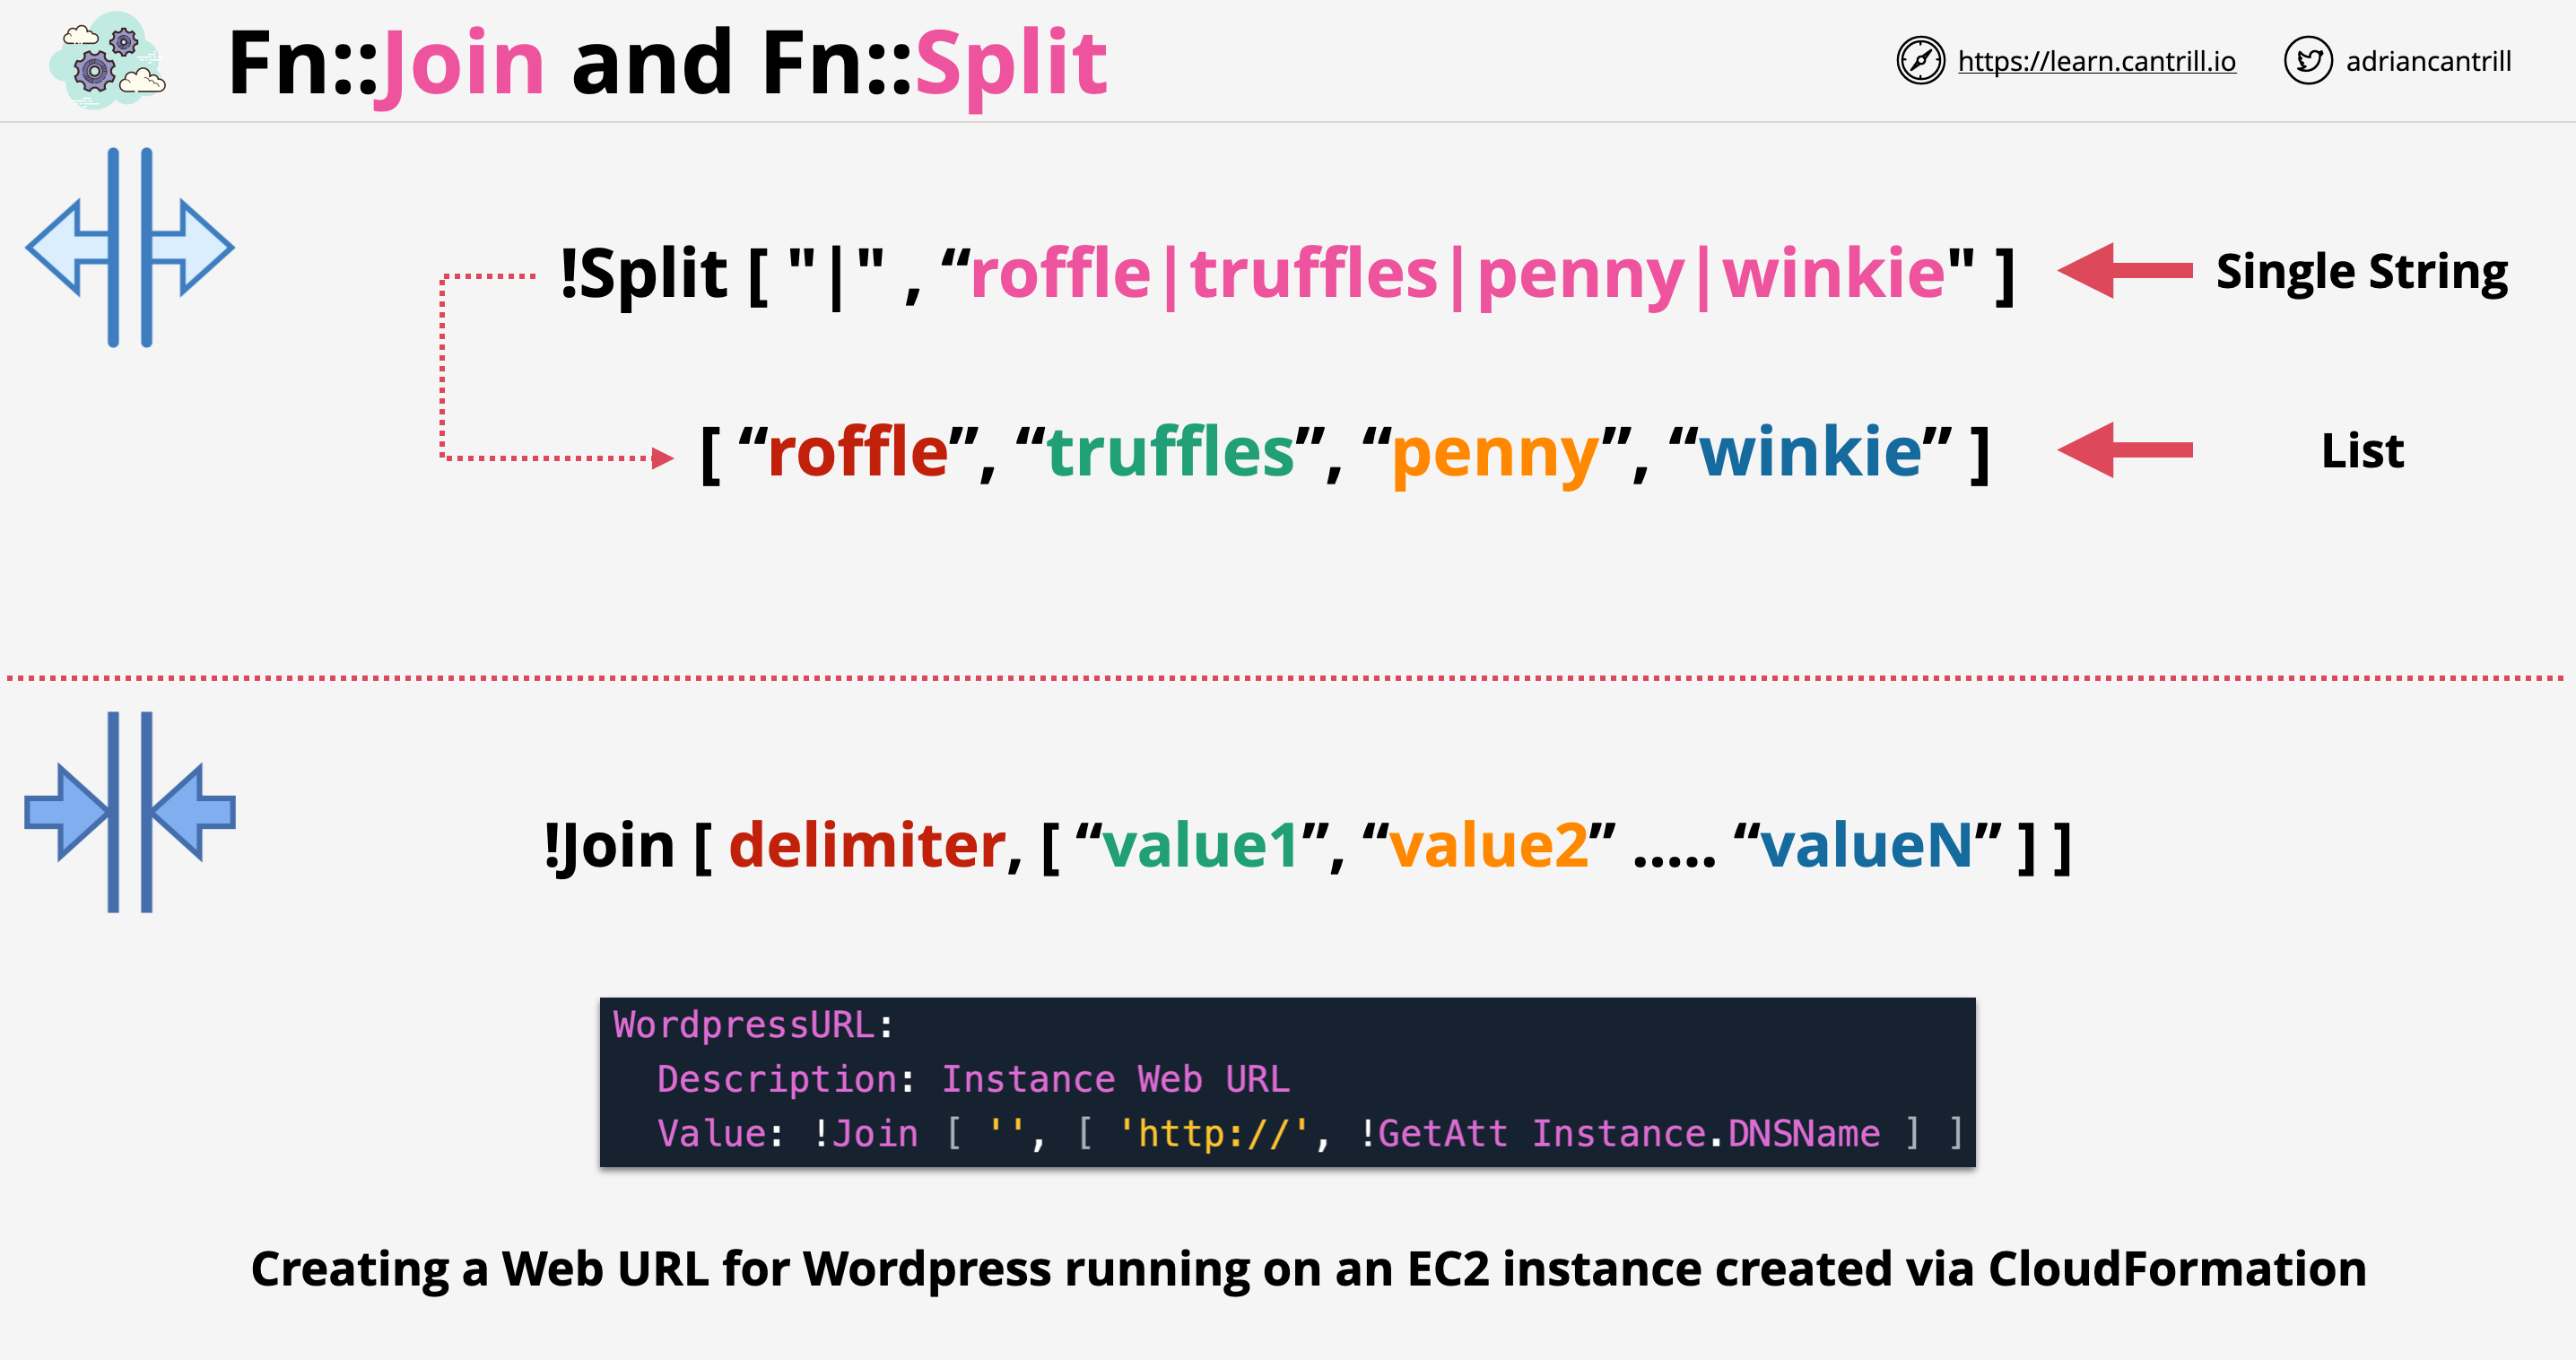 Fn::Join and Fn::Split
https://learn.cantrill.io
adriancantrill
!Split [ "|" , “roffle|truffles|penny|winkie" ]
Single String
[ “roffle”, “truffles”, “penny”, “winkie” ]
List
!Join [ delimiter, [ “value1”, “value2” ..... “valueN” ] ]
WordpressURL:
  Description: Instance Web URL
  Value: !Join [ '', [ 'http://', !GetAtt Instance.DNSName ] ]
Creating a Web URL for Wordpress running on an EC2 instance created via CloudFormation